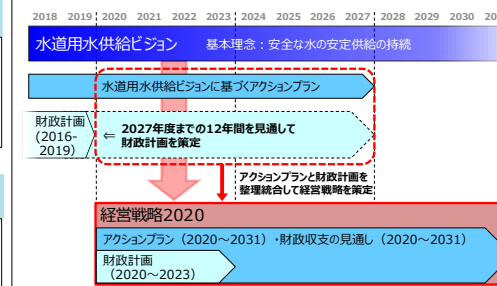 2018 2019 2020 2021 2022 2023 2024 2025 2026 2027 2028 2029 2030
水道用水供給ビジョン 基本理念：安全な水の安定供給の持続
水道用水供給ビジョンに基づくアクションプラン
財政計画
(2016-
2019)
⇐ 2027年度までの12年間を見通して
財政計画を策定
アクションプランと財政計画を
整理統合して経営戦略を策定
経営戦略2020
アクションプラン（2020～2031）・財政収支の見通し（2020～2031）
財政計画
（2020～2023）